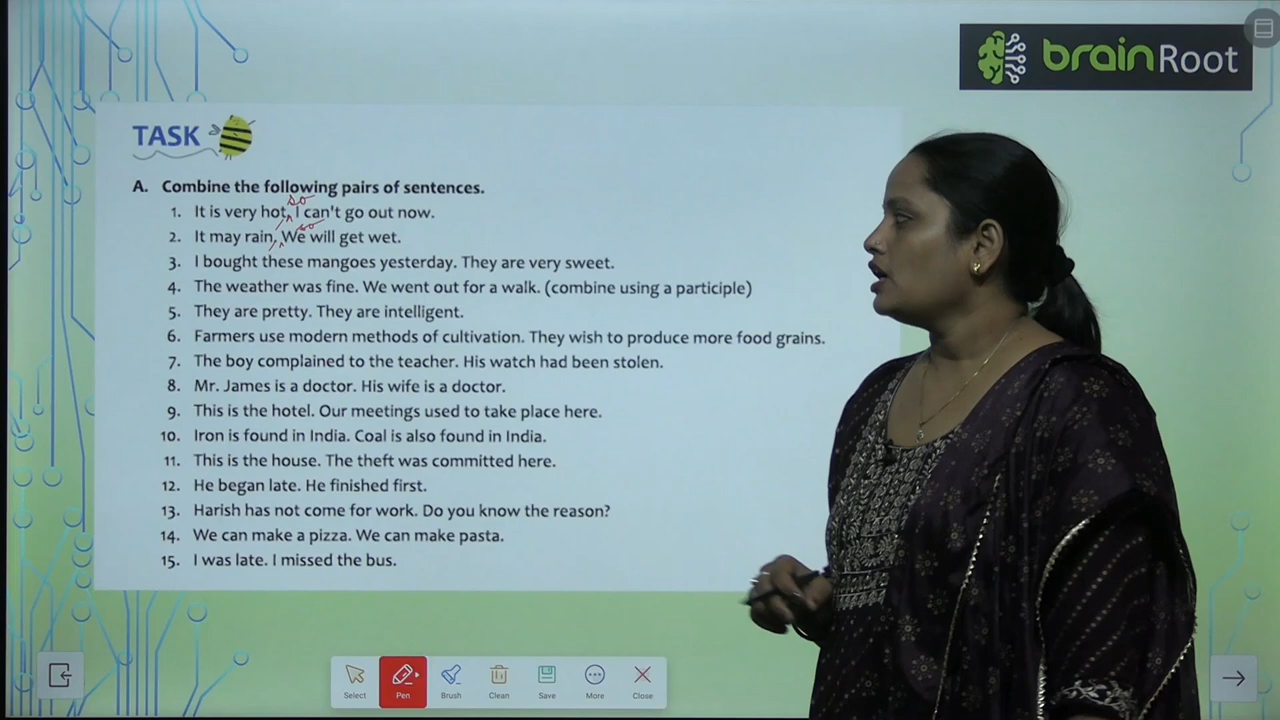 brainRoot
TASK
A. Combine the following pairs of sentences.
so
1. It is very hot, I can't go out now.
so
2. It may rain, We will get wet.
3. I bought these mangoes yesterday. They are very sweet.
4. The weather was fine. We went out for a walk. (combine using a participle)
5. They are pretty. They are intelligent.
6. Farmers use modern methods of cultivation. They wish to produce more food grains.
7. The boy complained to the teacher. His watch had been stolen.
8. Mr. James is a doctor. His wife is a doctor.
9. This is the hotel. Our meetings used to take place here.
10. Iron is found in India. Coal is also found in India.
11. This is the house. The theft was committed here.
12. He began late. He finished first.
13. Harish has not come for work. Do you know the reason?
14. We can make a pizza. We can make pasta.
15. I was late. I missed the bus.
Select Pen Brush Clean Save More Close